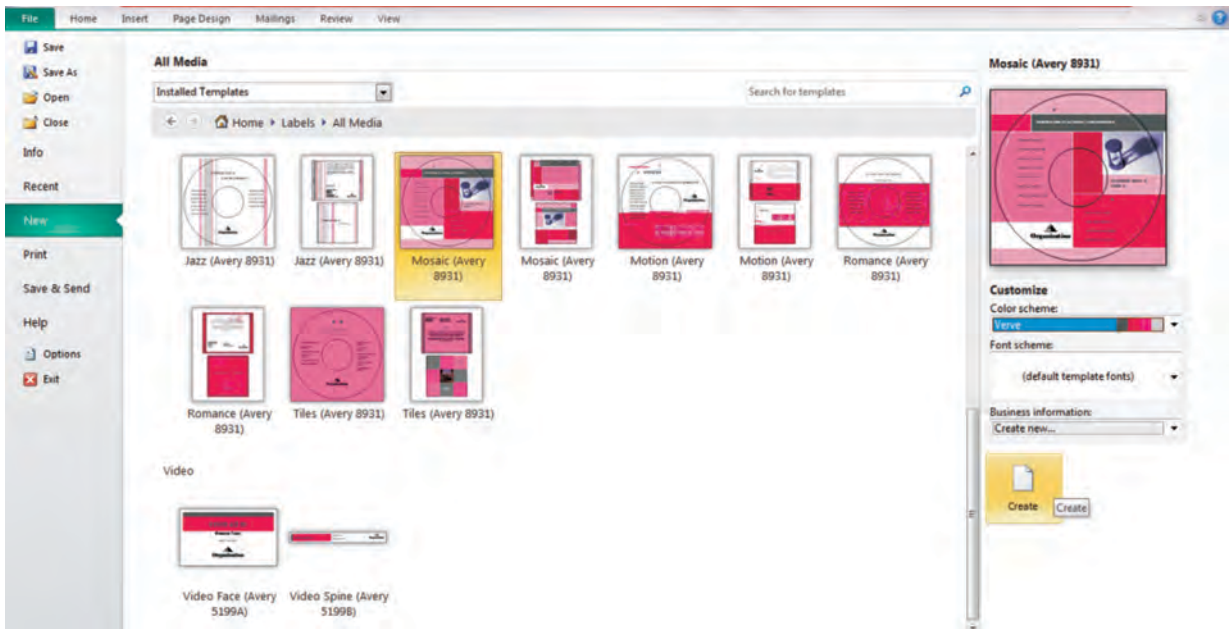 File Home Insert Page Design Mailings Review View
Save
Save As
Open
Close
Info
Recent
New
Print
Save & Send
Help
Options
Exit
All Media
Installed Templates
Search for templates
Home Labels All Media
Jazz (Avery 8931)
Jazz (Avery 8931)
Mosaic (Avery
8931)
Mosaic (Avery
8931)
Motion (Avery
8931)
Motion (Avery
8931)
Romance (Avery
8931)
Romance (Avery
8931)
Tiles (Avery 8931)
Tiles (Avery 8931)
Video
Organization
Video Face (Avery
5199A)
Video Spine (Avery
5199B)
Mosaic (Avery 8931)
Organization
Customize
Color scheme:
Verve
Font scheme:
(default template fonts)
Business information:
Create new...
Create
Create